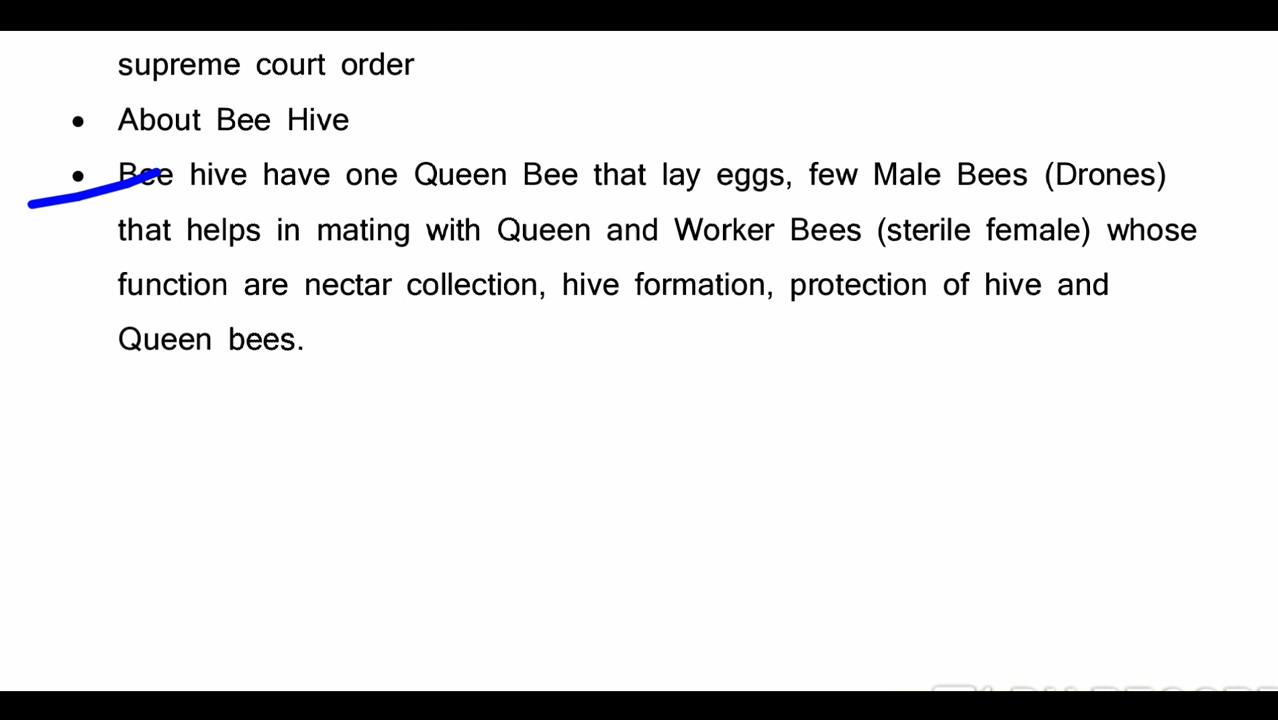 supreme court order
• About Bee Hive
• Bee hive have one Queen Bee that lay eggs, few Male Bees (Drones)
that helps in mating with Queen and Worker Bees (sterile female) whose
function are nectar collection, hive formation, protection of hive and
Queen bees.